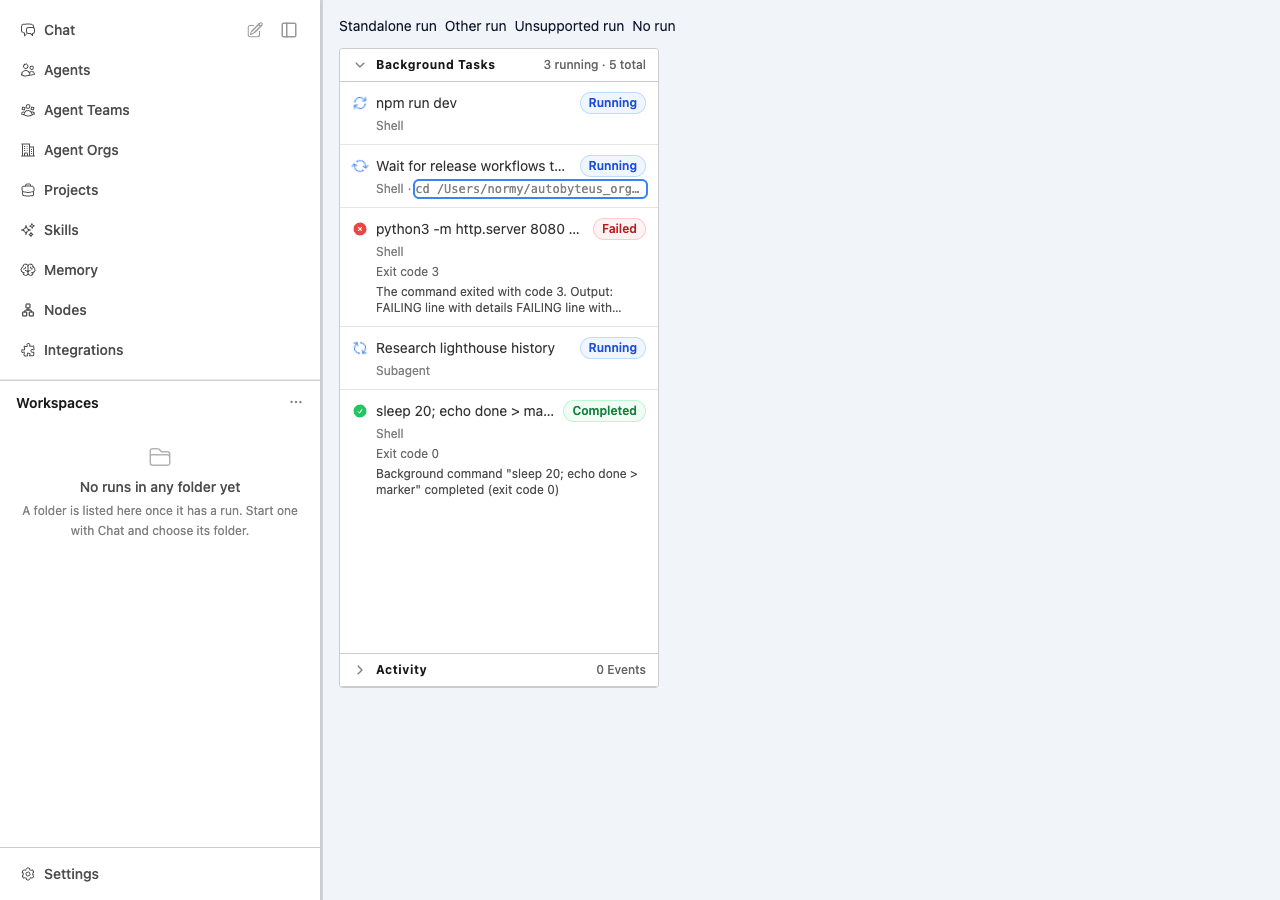 Chat
Agents
Agent Teams
Agent Orgs
Projects
Skills
Memory
Nodes
Integrations
Workspaces
No runs in any folder yet
A folder is listed here once it has a run. Start one
with Chat and choose its folder.
Settings
Standalone run Other run Unsupported run No run
Background Tasks 3 running · 5 total
npm run dev Running
Shell
Wait for release workflows t... Running
Shell · cd /Users/normy/autobyteus_org…
python3 -m http.server 8080 ... Failed
Shell
Exit code 3
The command exited with code 3. Output:
FAILING line with details FAILING line with...
Research lighthouse history Running
Subagent
sleep 20; echo done > ma... Completed
Shell
Exit code 0
Background command "sleep 20; echo done >
marker" completed (exit code 0)
Activity 0 Events